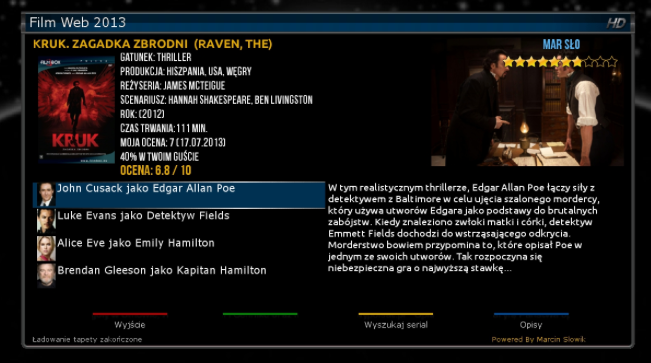 Film Web 2013
HD
KRUK. ZAGADKA ZBRODNI (RAVEN, THE)
MAR SŁO
GATUNEK: THRILLER
PRODUKCJA: HISZPANIA, USA, WĘGRY
REŻYSERIA: JAMES MCTEIGUE
SCENARIUSZ: HANNAH SHAKESPEARE, BEN LIVINGSTON
ROK: (2012)
CZAS TRWANIA: 111 MIN.
MOJA OCENA: 7 (17.07.2013)
40% W TWOIM GUŚCIE
OCENA: 6.8 / 10
KRUK
John Cusack jako Edgar Allan Poe
Luke Evans jako Detektyw Fields
Alice Eve jako Emily Hamilton
Brendan Gleeson jako Kapitan Hamilton
W tym realistycznym thrillerze, Edgar Allan Poe łączy siły z
detektywem z Baltimore w celu ujęcia szalonego mordercy,
który używa utworów Edgara jako podstawy do brutalnych
zabójstw. Kiedy znaleziono zwłoki matki i córki, detektyw
Emmett Fields dochodzi do wstrząsającego odkrycia.
Morderstwo bowiem przypomina to, które opisał Poe w
jednym ze swoich utworów. Tak rozpoczyna się
niebezpieczna gra o najwyższą stawkę...
Wyjście
Wyszukaj serial
Opisy
Ładowanie tapety zakończone
Powered By Marcin Slowik